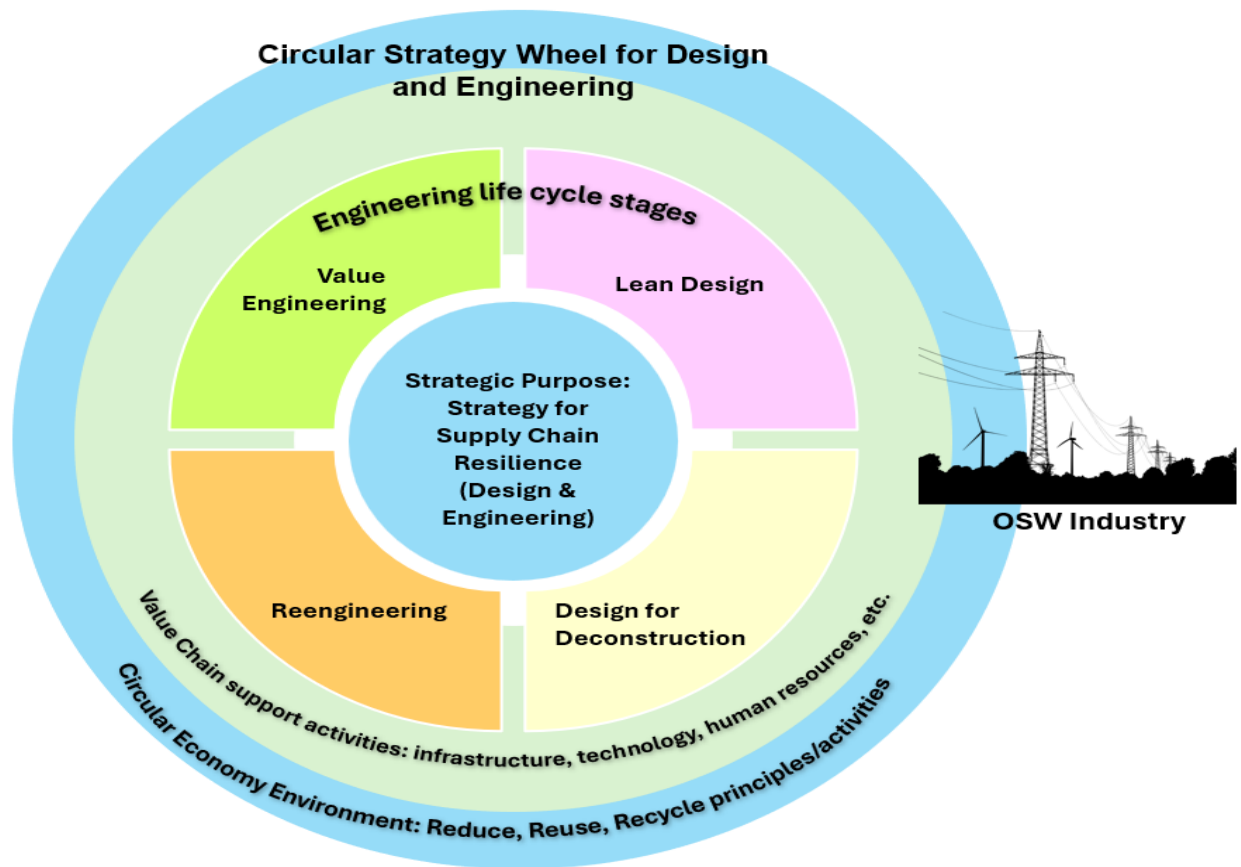 Circular Strategy Wheel for Design
and Engineering
Engineering life cycle stages
Value
Engineering
Lean Design
Strategic Purpose:
Strategy for
Supply Chain
Resilience
(Design &
Engineering)
OSW Industry
Reengineering
Design for
Deconstruction
Value Chain support activities: infrastructure, technology, human resources, etc.
Circular Economy Environment: Reduce, Reuse, Recycle principles/activities